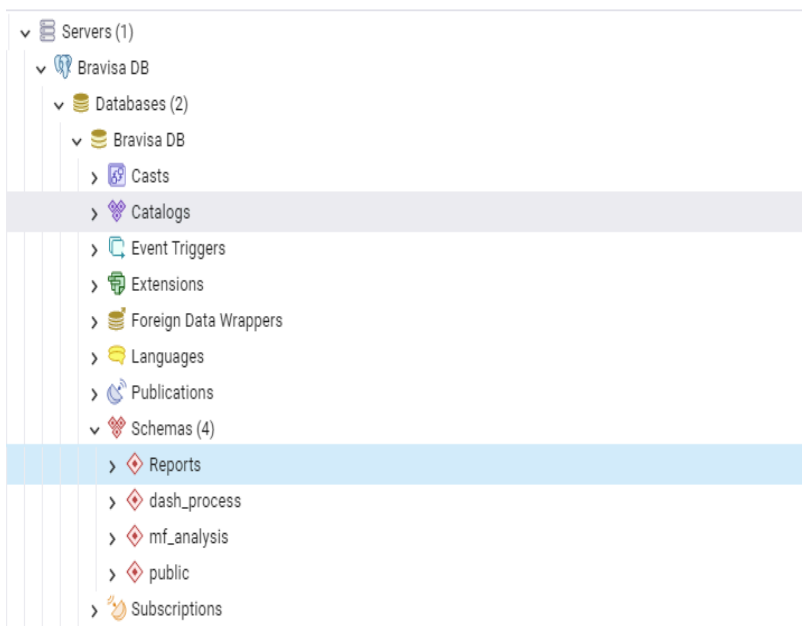 Servers (1)
Bravisa DB
Databases (2)
Bravisa DB
Casts
Catalogs
Event Triggers
Extensions
Foreign Data Wrappers
Languages
Publications
Schemas (4)
Reports
dash_process
mf_analysis
public
Subscriptions